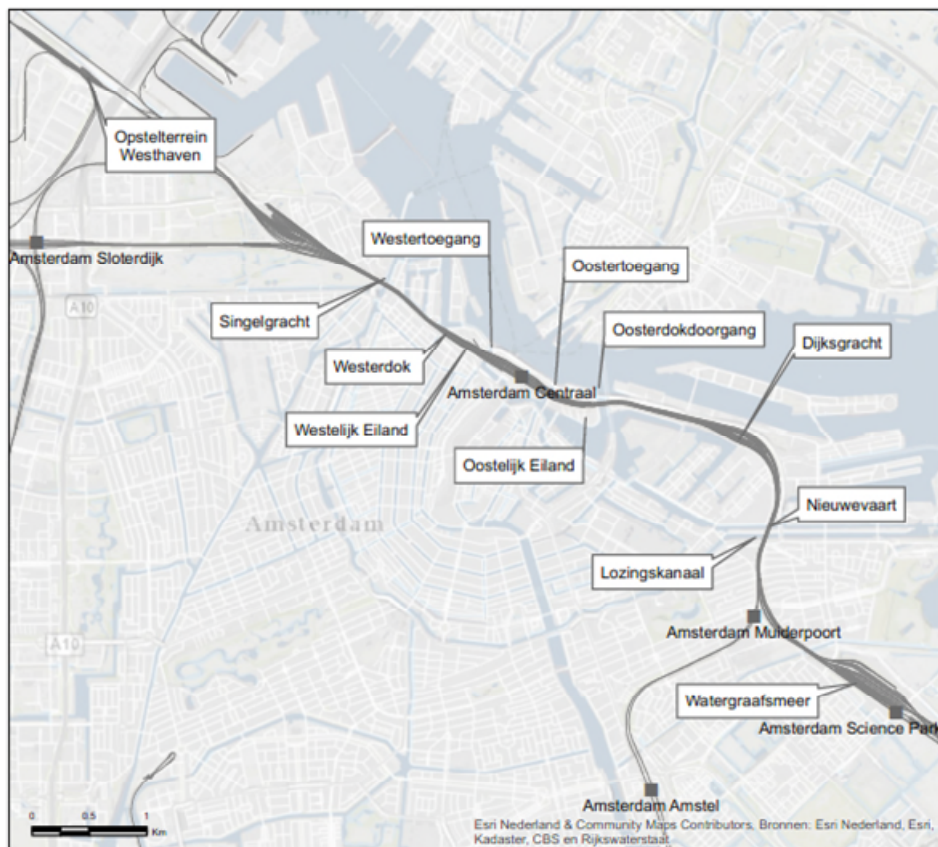 Opstelterrein
Westhaven
Westertoegang
Oostertoegang
Amsterdam Sloterdijk
A10
Singelgracht
Oosterdokdoorgang
Dijksgracht
Westerdok
Amsterdam Centraal
Westelijk Eiland
Oostelijk Eiland
Nieuwevaart
Amsterdam
Lozingskanaal
Amsterdam Muiderpoort
A10
Watergraafsmeer
Amsterdam Science Park
Amsterdam Amstel
0 0.5 1
Km
Esri Nederland & Community Maps Contributors, Bronnen: Esri Nederland, Esri,
Kadaster, CBS en Rijkswaterstaat